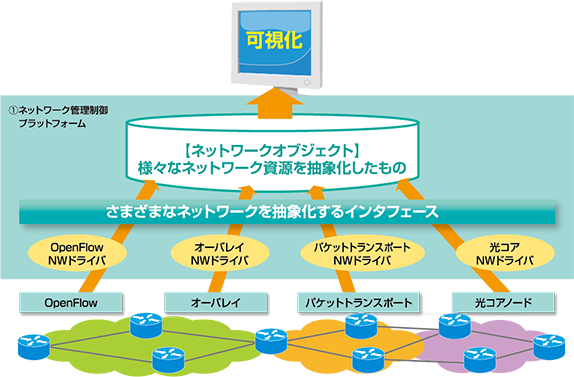 可視化
①ネットワーク管理制御
プラットフォーム
【ネットワークオブジェクト】
様々なネットワーク資源を抽象化したもの
さまざまなネットワークを抽象化するインタフェース
OpenFlow
NWドライバ
オーバレイ
NWドライバ
パケットトランスポート
NWドライバ
光コア
NWドライバ
OpenFlow
オーバレイ
パケットトランスポート
光コアノード